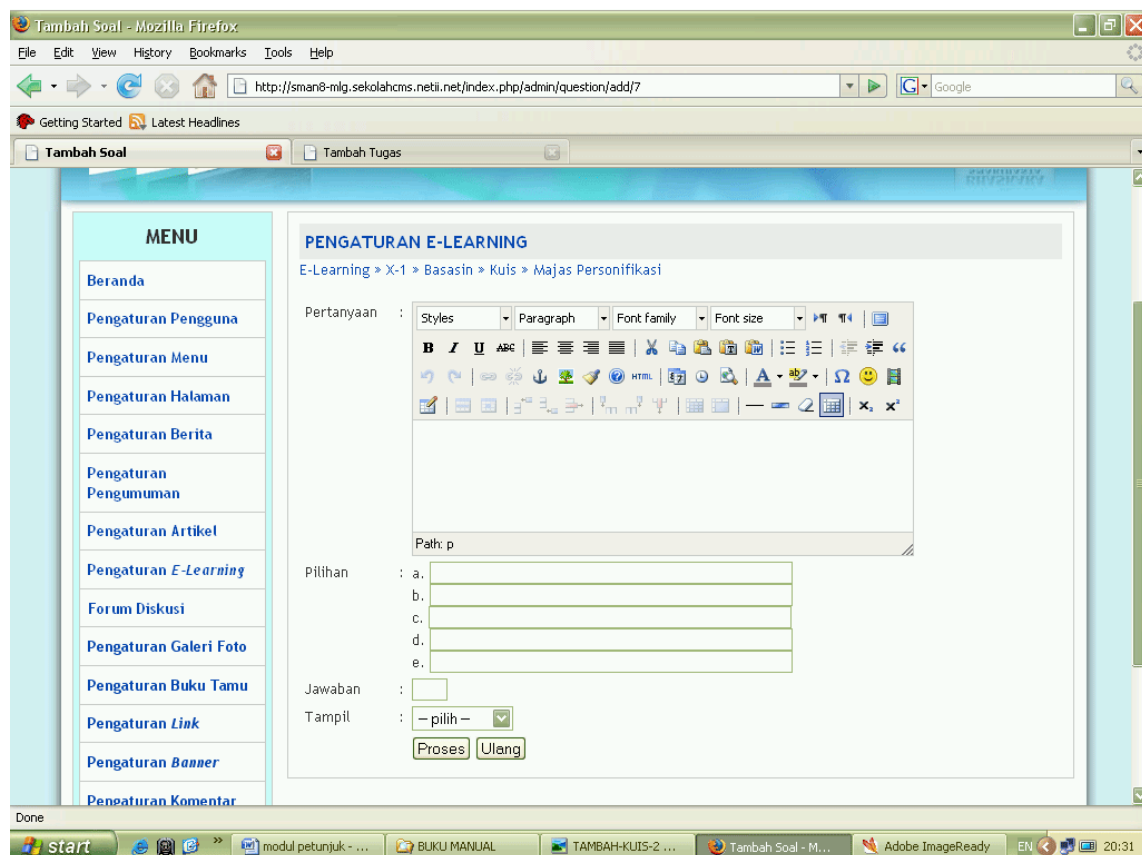 Tambah Soal - Mozilla Firefox
File Edit View History Bookmarks Tools Help
http://sman8-mlg.sekolahcms.netii.net/index.php/admin/question/add/7
G Google
Getting Started Latest Headlines
Tambah Soal Tambah Tugas
BHASKARA
MENU
Beranda
Pengaturan Pengguna
Pengaturan Menu
Pengaturan Halaman
Pengaturan Berita
Pengaturan
Pengumuman
Pengaturan Artikel
Pengaturan E-Learning
Forum Diskusi
Pengaturan Galeri Foto
Pengaturan Buku Tamu
Pengaturan Link
Pengaturan Banner
Pengaturan Komentar
PENGATURAN E-LEARNING
E-Learning » X-1 » Basasin » Kuis » Majas Personifikasi
Pertanyaan :
Styles Paragraph Font family Font size
B I U ABC
HTML
Path: p
Pilihan : a.
b.
c.
d.
e.
Jawaban :
Tampil : -- pilih --
Proses Ulang
Done
start modul petunjuk - ... BUKU MANUAL TAMBAH-KUIS-2 ... Tambah Soal - M... Adobe ImageReady EN 20:31